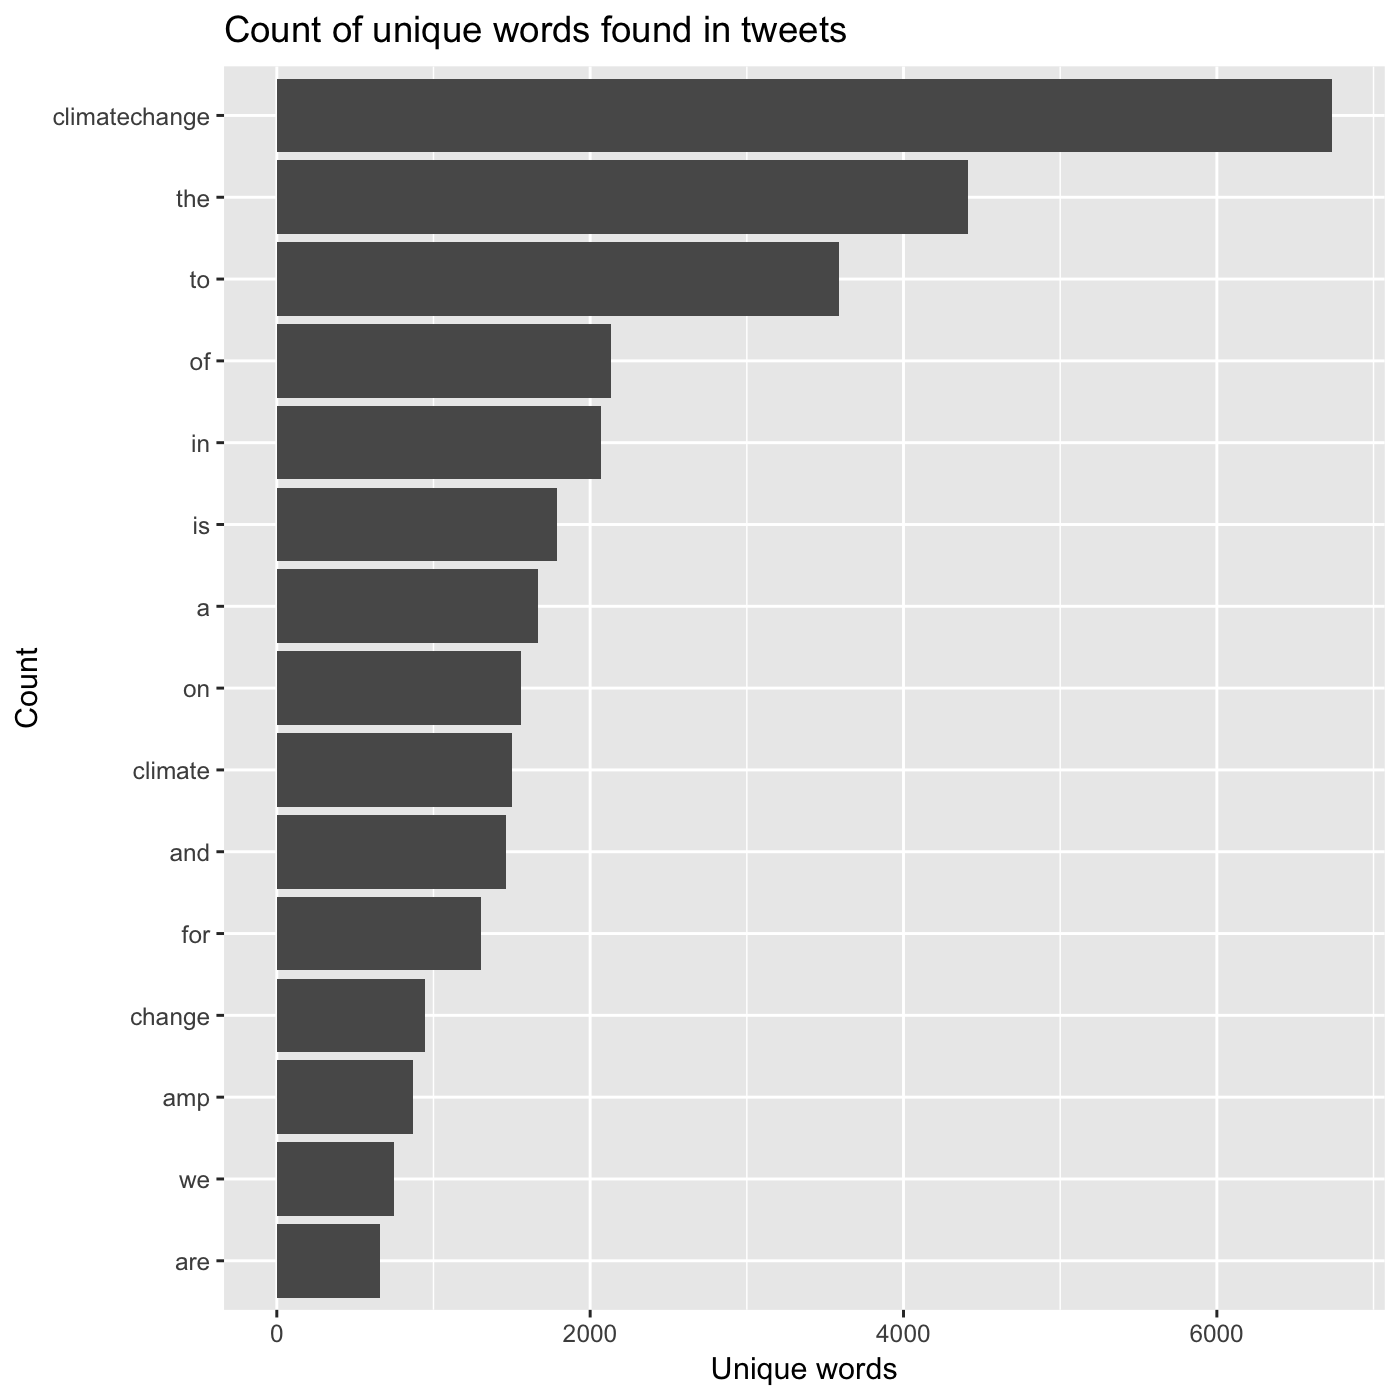 Count of unique words found in tweets
climatechange
the
to
of
in
is
a
on
climate
and
for
change
amp
we
are
Count
0 2000 4000 6000
Unique words